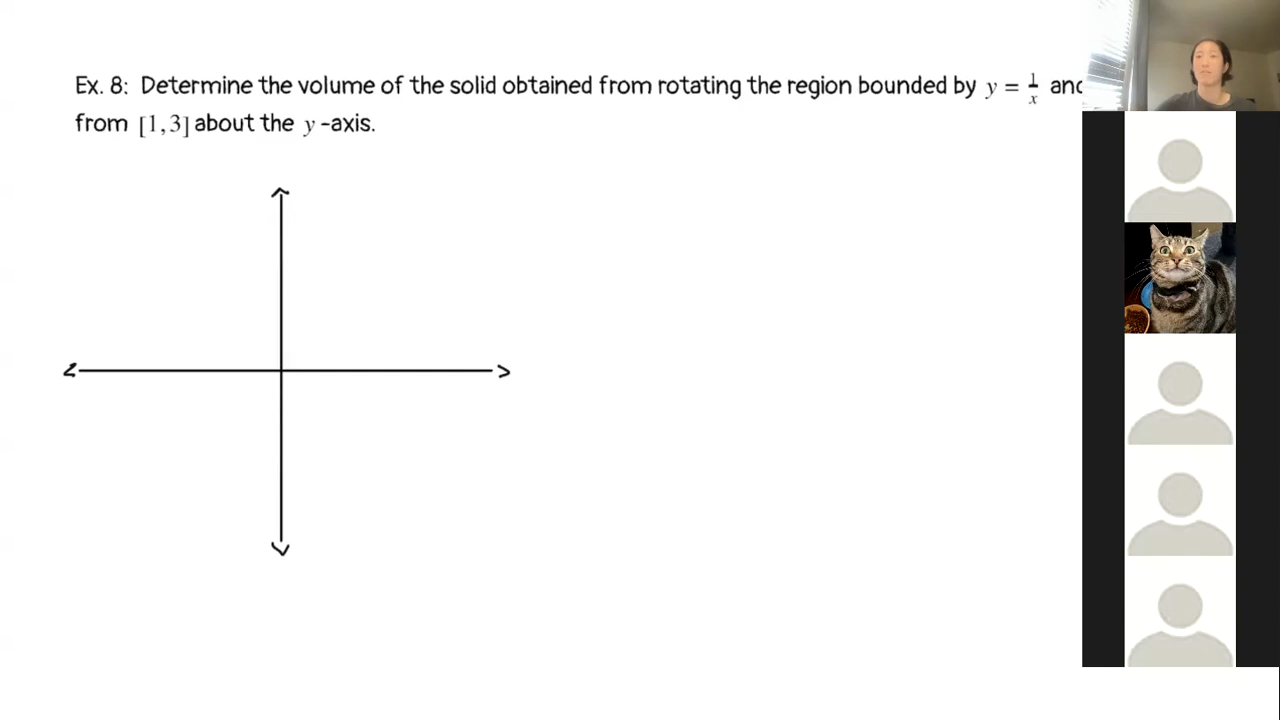 Ex. 8: Determine the volume of the solid obtained from rotating the region bounded by y = 1/x
from [1,3] about the y-axis.